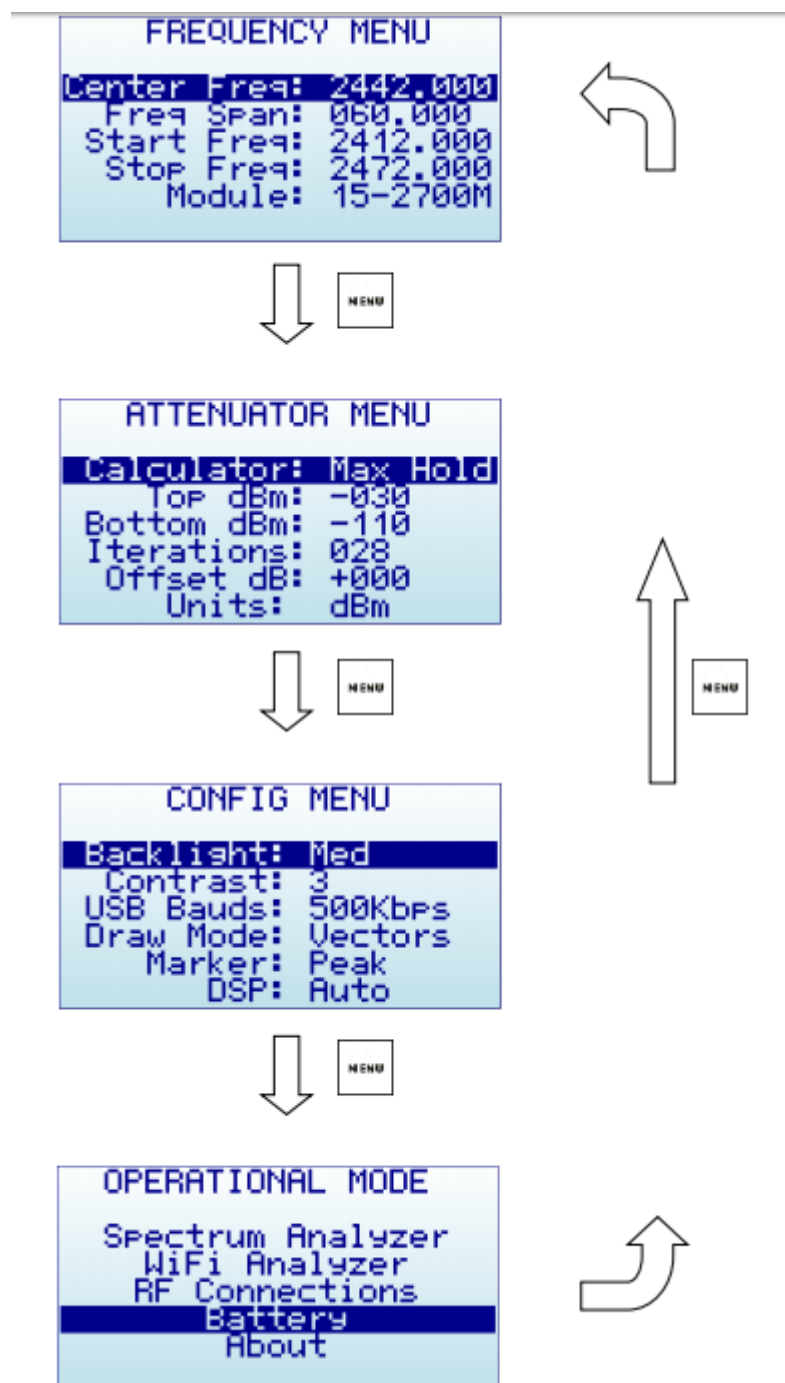 FREQUENCY MENU
Center Freq: 2442.000
Freq Span: 060.000
Start Freq: 2412.000
Stop Freq: 2472.000
Module: 15-2700M
MENU
ATTENUATOR MENU
Calculator: Max Hold
Top dBm: -030
Bottom dBm: -110
Iterations: 028
Offset dB: +000
Units: dBm
MENU
MENU
CONFIG MENU
Backlight: Med
Contrast: 3
USB Bauds: 500Kbps
Draw Mode: Vectors
Marker: Peak
DSP: Auto
MENU
OPERATIONAL MODE
Spectrum Analyzer
WiFi Analyzer
RF Connections
Battery
About